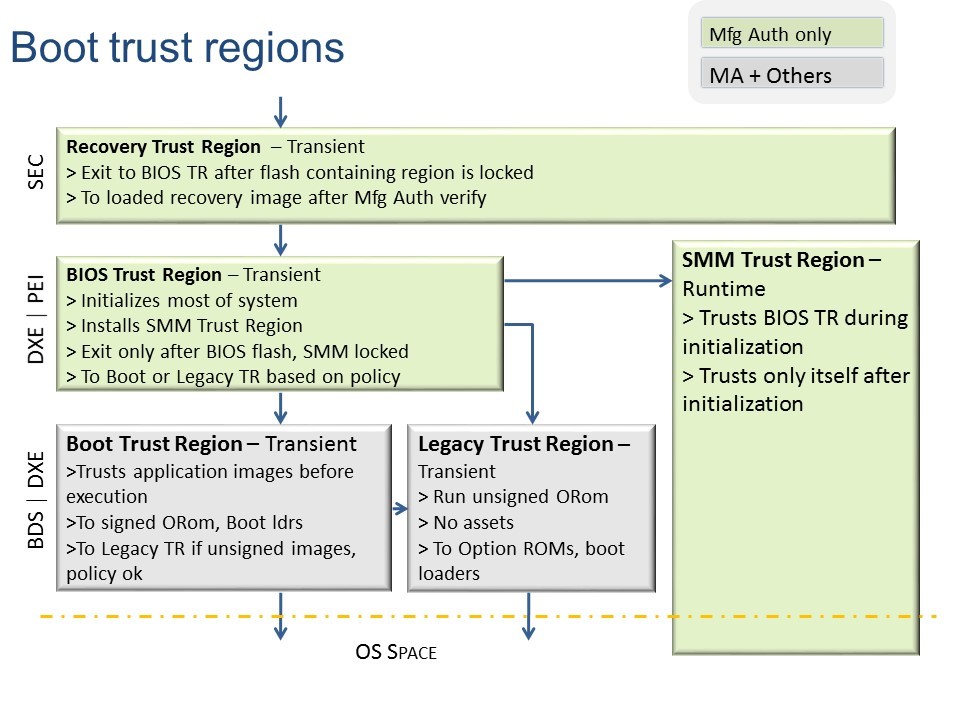 Boot trust regions
Mfg Auth only
MA + Others
SEC
Recovery Trust Region – Transient
> Exit to BIOS TR after flash containing region is locked
> To loaded recovery image after Mfg Auth verify
DXE | PEI
BIOS Trust Region – Transient
> Initializes most of system
> Installs SMM Trust Region
> Exit only after BIOS flash, SMM locked
> To Boot or Legacy TR based on policy
SMM Trust Region –
Runtime
> Trusts BIOS TR during
initialization
> Trusts only itself after
initialization
BDS | DXE
Boot Trust Region – Transient
>Trusts application images before
execution
>To signed ORom, Boot ldrs
>To Legacy TR if unsigned images,
policy ok
Legacy Trust Region –
Transient
> Run unsigned ORom
> No assets
> To Option ROMs, boot
loaders
OS SPACE